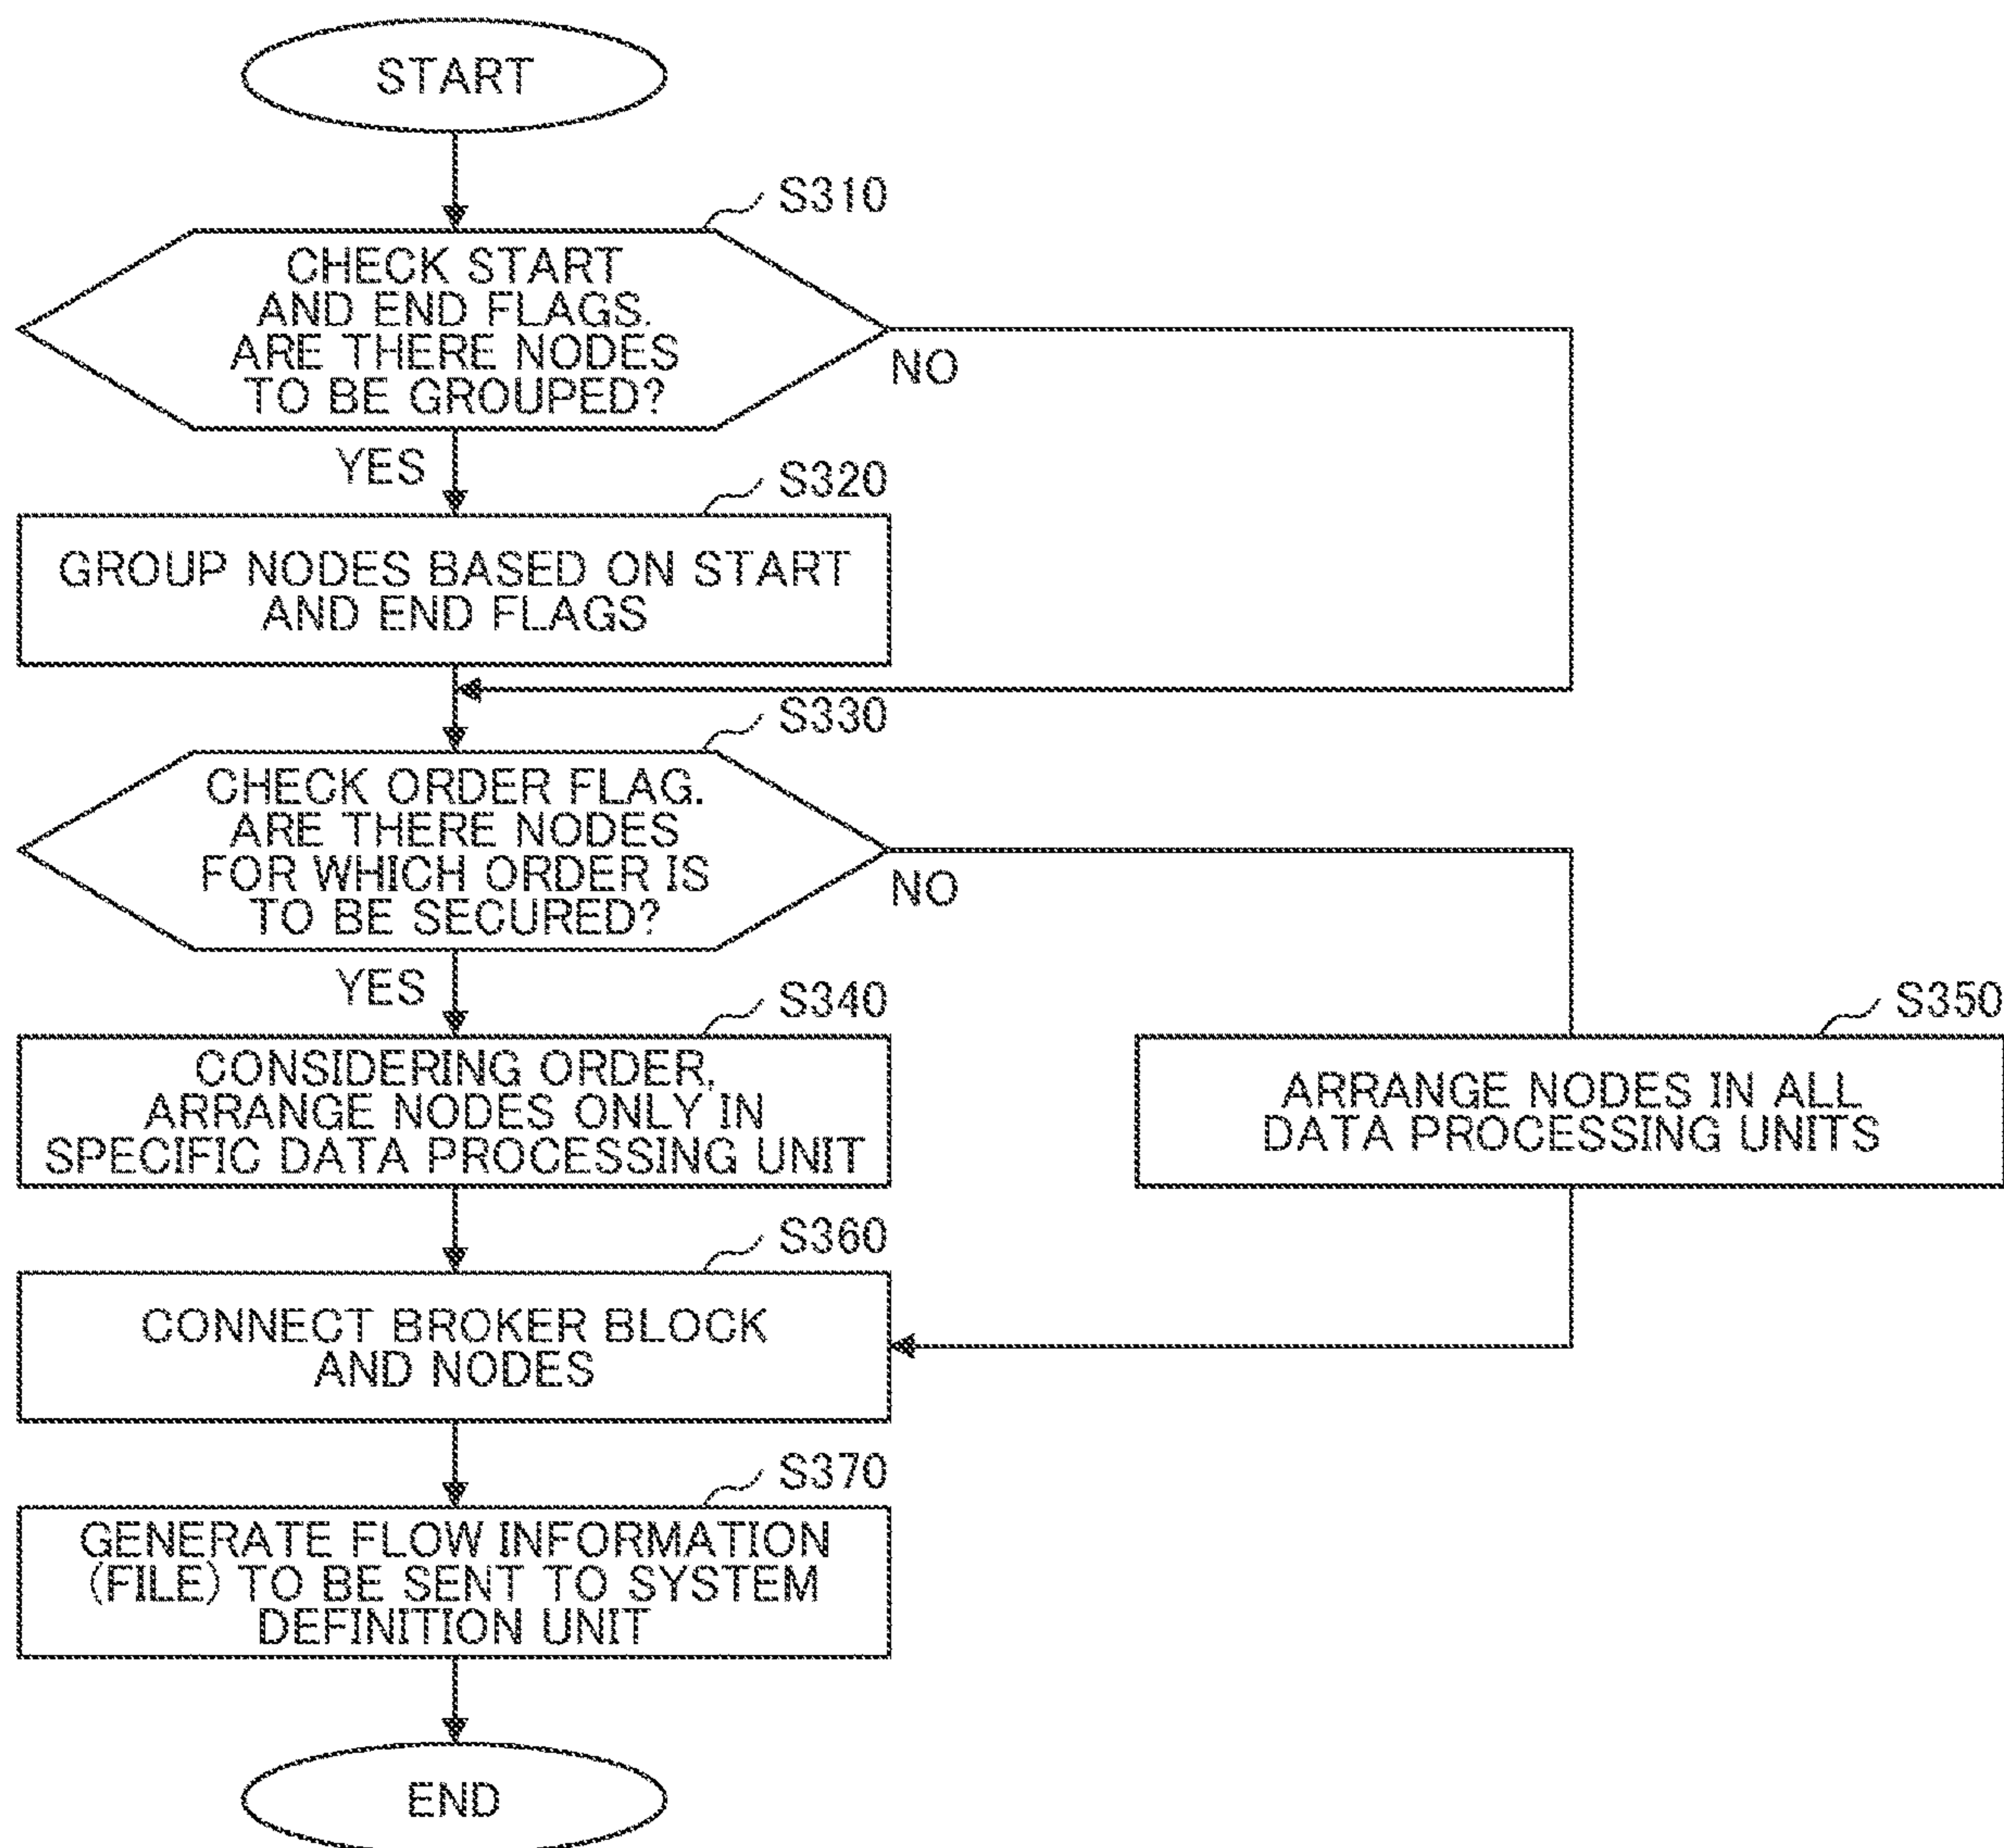 START
S310
CHECK START
AND END FLAGS.
ARE THERE NODES
TO BE GROUPED?
NO
YES
S320
GROUP NODES BASED ON START
AND END FLAGS
S330
CHECK ORDER FLAG.
ARE THERE NODES
FOR WHICH ORDER IS
TO BE SECURED?
NO
YES
S340
CONSIDERING ORDER,
ARRANGE NODES ONLY IN
SPECIFIC DATA PROCESSING UNIT
S350
ARRANGE NODES IN ALL
DATA PROCESSING UNITS
S360
CONNECT BROKER BLOCK
AND NODES
S370
GENERATE FLOW INFORMATION
(FILE) TO BE SENT TO SYSTEM
DEFINITION UNIT
END